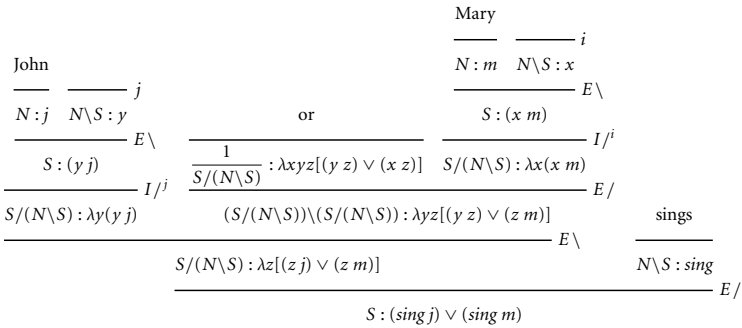 Mary
i
John N : m N\S : x
j E\
N : j N\S : y or S : (x m)
E\ I/^i
S : (y j) 1/S/(N\S) : λxyz[(y z) ∨ (x z)] S/(N\S) : λx(x m)
I/^j E/
S/(N\S) : λy(y j) (S/(N\S))\(S/(N\S)) : λyz[(y z) ∨ (z m)] sings
E\
S/(N\S) : λz[(z j) ∨ (z m)] N\S : sing
E/
S : (sing j) ∨ (sing m)